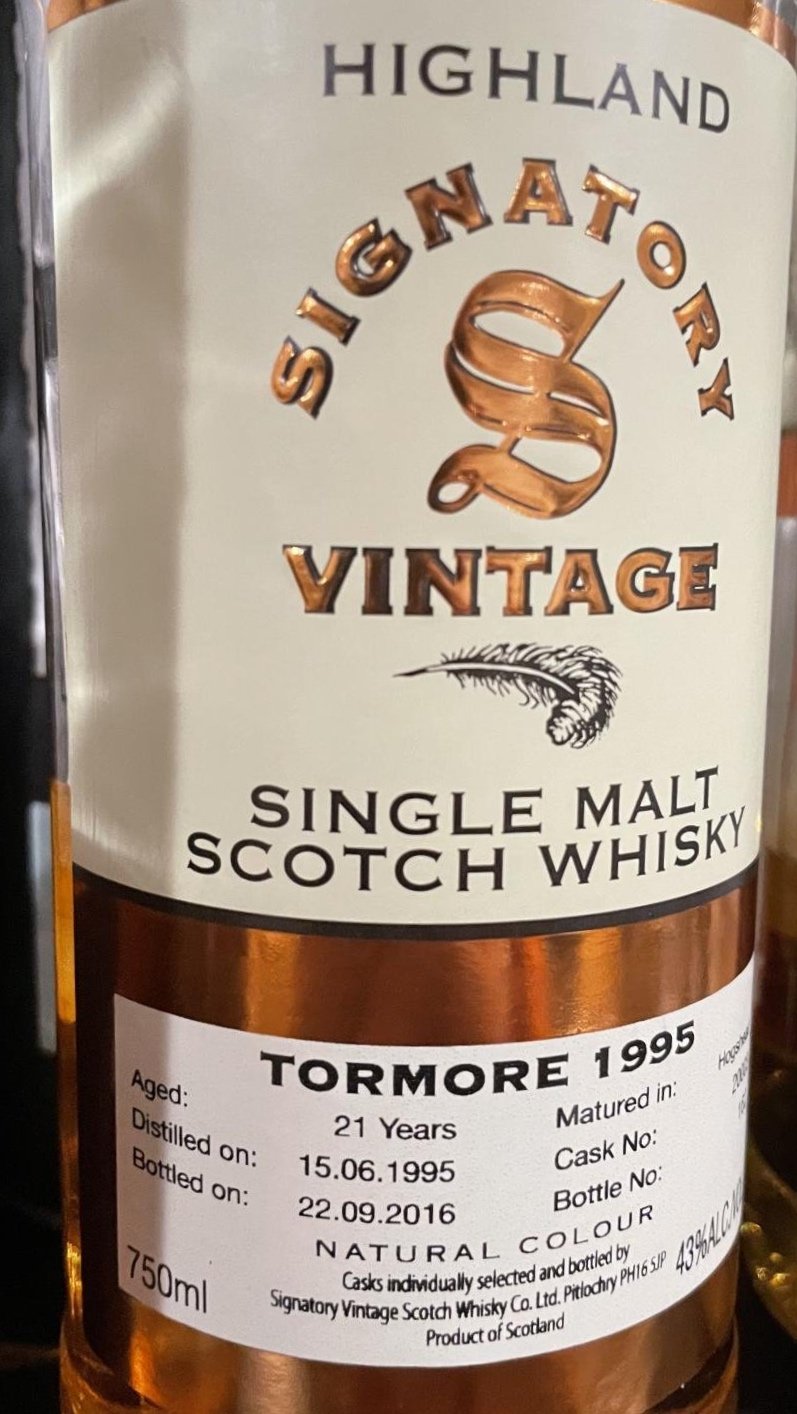 HIGHLAND
SIGNATORY
S
VINTAGE
SINGLE MALT
SCOTCH WHISKY
TORMORE 1995
Aged: 21 Years Matured in:
Distilled on: 15.06.1995 Cask No:
Bottled on: 22.09.2016 Bottle No:
NATURAL COLOUR
750ml
43%ALC.
Casks individually selected and bottled by
Signatory Vintage Scotch Whisky Co. Ltd. Pitlochry PH16 5JP
Product of Scotland